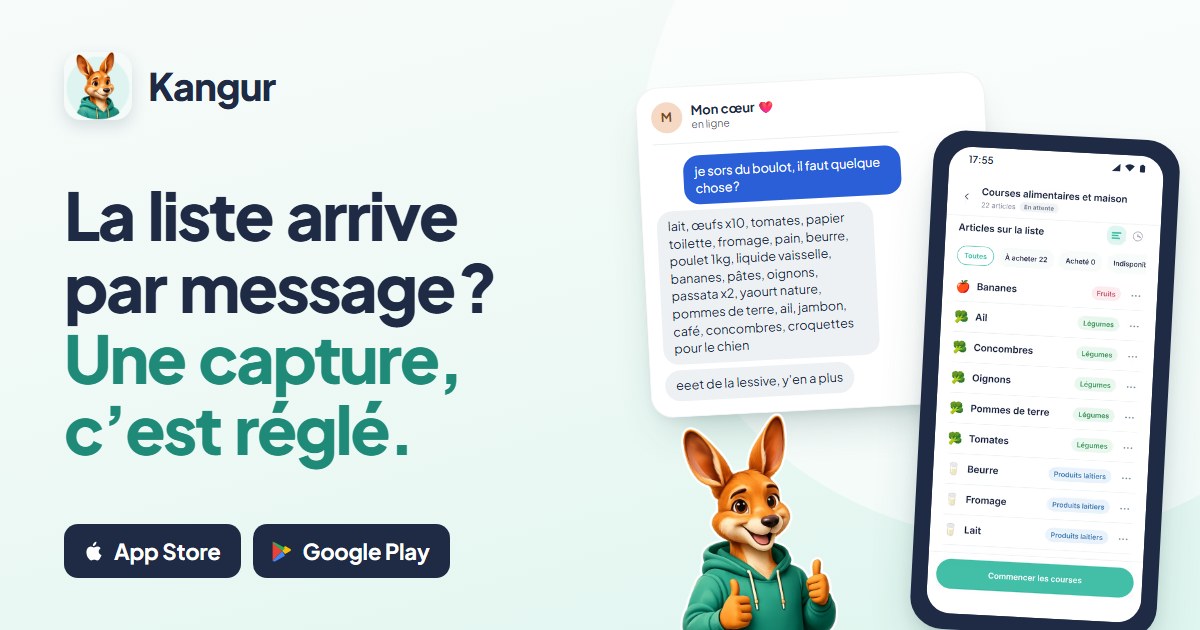 Kangur
La liste arrive
par message ?
Une capture,
c’est réglé.
App Store
Google Play
M
Mon cœur ❤️
en ligne
je sors du boulot, il faut quelque
chose?
lait, œufs x10, tomates, papier
toilette, fromage, pain, beurre,
poulet 1kg, liquide vaisselle,
bananes, pâtes, oignons,
passata x2, yaourt nature,
pommes de terre, ail, jambon,
café, concombres, croquettes
pour le chien
eeet de la lessive, y'en a plus
17:55
Courses alimentaires et maison
22 articles En attente
Articles sur la liste
Toutes À acheter 22 Acheté 0 Indisponit
Bananes Fruits
Ail Légumes
Concombres Légumes
Oignons Légumes
Pommes de terre Légumes
Tomates Légumes
Beurre Produits laitiers
Fromage Produits laitiers
Lait Produits laitiers
Commencer les courses